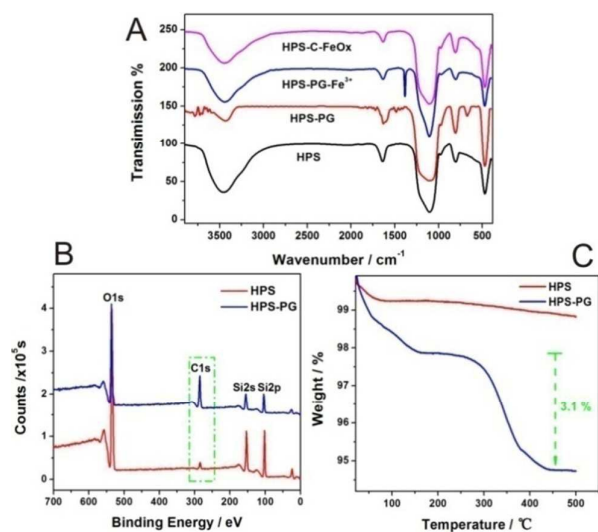 A
Transimission %
250
200
150
100
50
0
HPS-C-FeOx
HPS-PG-Fe³⁺
HPS-PG
HPS
3500 3000 2500 2000 1500 1000 500
Wavenumber / cm⁻¹
B
Counts /x10⁵s
4
3
2
1
0
O1s
HPS
HPS-PG
C1s
Si2s Si2p
700 600 500 400 300 200 100 0
Binding Energy / eV
C
Weight / %
99
98
97
96
95
HPS
HPS-PG
3.1 %
100 200 300 400 500
Temperature / ℃